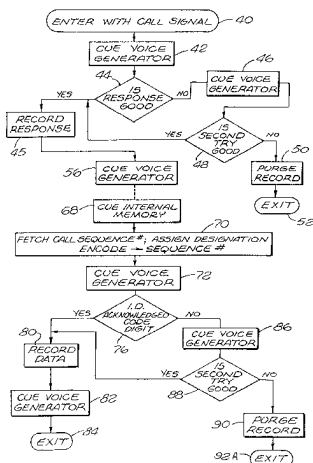 ENTER WITH CALL SIGNAL
40
CUE VOICE
GENERATOR
42
44
46
IS
RESPONSE
GOOD
YES
NO
CUE VOICE
GENERATOR
RECORD
RESPONSE
45
YES
IS
SECOND
TRY
GOOD
NO
48
50
PURGE
RECORD
EXIT
52
56
CUE VOICE
GENERATOR
68
CUE INTERNAL
MEMORY
70
FETCH CALL SEQUENCE #; ASSIGN DESIGNATION
ENCODE → SEQUENCE #
CUE VOICE
GENERATOR
72
I.D.
ACKNOWLEDGED
CODE
DIGIT
YES
NO
76
80
86
RECORD
DATA
CUE VOICE
GENERATOR
YES
IS
SECOND
TRY
GOOD
NO
88
CUE VOICE
GENERATOR
82
EXIT
84
90
PURGE
RECORD
92A
EXIT